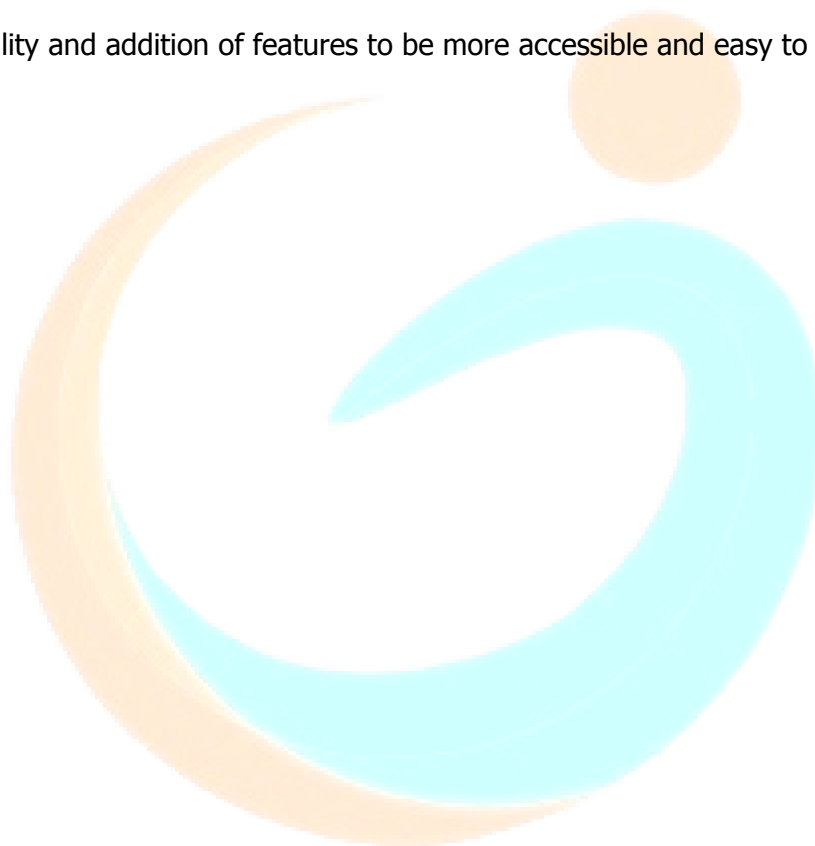 lity and addition of features to be more accessible and easy to